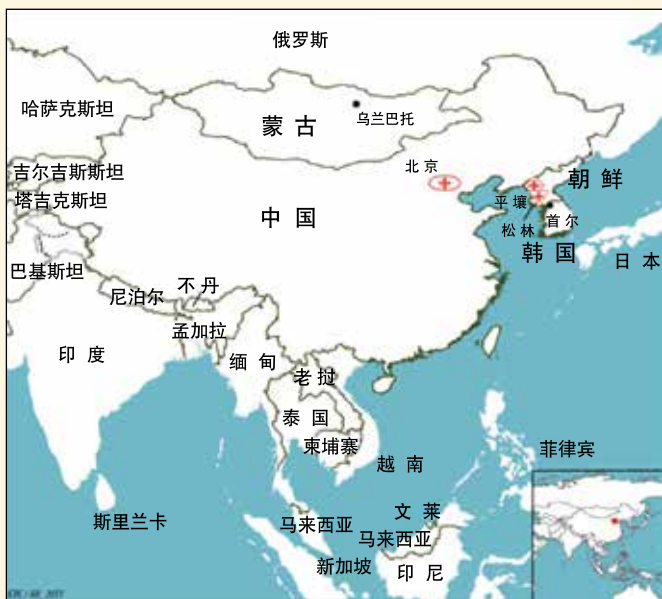 俄罗斯
哈萨克斯坦
蒙古
乌兰巴托
吉尔吉斯斯坦
北京
朝鲜
塔吉克斯坦
平壤
中国
首尔
松林
韩国
日本
巴基斯坦
不丹
尼泊尔
孟加拉
印度
缅甸
老挝
泰国
柬埔寨
菲律宾
越南
斯里兰卡
文莱
马来西亚
马来西亚
新加坡
印尼